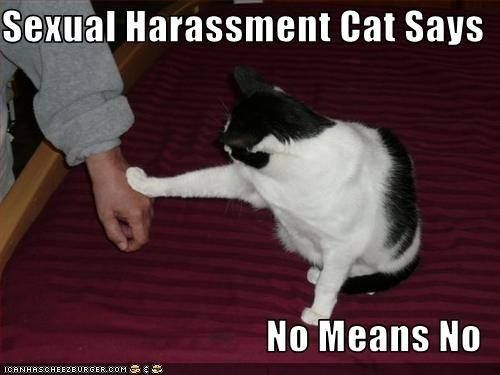 Sexual Harassment Cat Says
No Means No
ICANHASCHEEZBURGER.COM